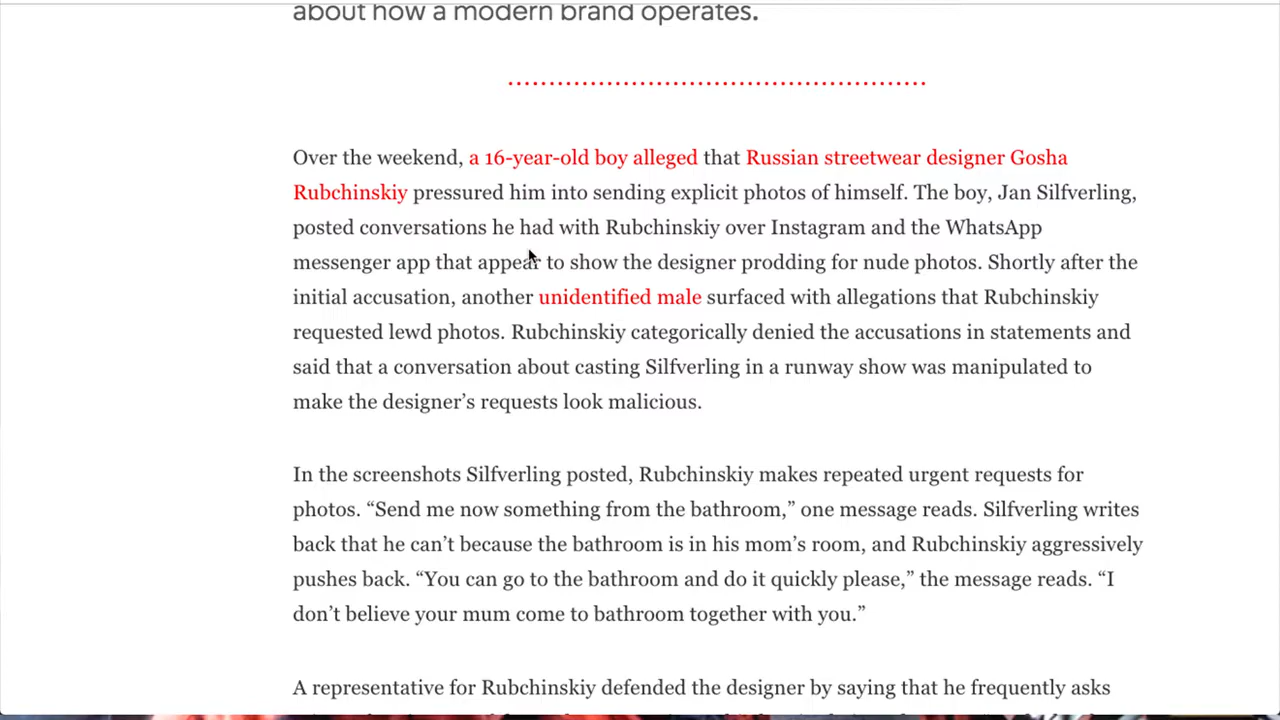 about how a modern brand operates.
Over the weekend, a 16-year-old boy alleged that Russian streetwear designer Gosha
Rubchinskiy pressured him into sending explicit photos of himself. The boy, Jan Silfverling,
posted conversations he had with Rubchinskiy over Instagram and the WhatsApp
messenger app that appear to show the designer prodding for nude photos. Shortly after the
initial accusation, another unidentified male surfaced with allegations that Rubchinskiy
requested lewd photos. Rubchinskiy categorically denied the accusations in statements and
said that a conversation about casting Silfverling in a runway show was manipulated to
make the designer’s requests look malicious.
In the screenshots Silfverling posted, Rubchinskiy makes repeated urgent requests for
photos. “Send me now something from the bathroom,” one message reads. Silfverling writes
back that he can’t because the bathroom is in his mom’s room, and Rubchinskiy aggressively
pushes back. “You can go to the bathroom and do it quickly please,” the message reads. “I
don’t believe your mum come to bathroom together with you.”
A representative for Rubchinskiy defended the designer by saying that he frequently asks